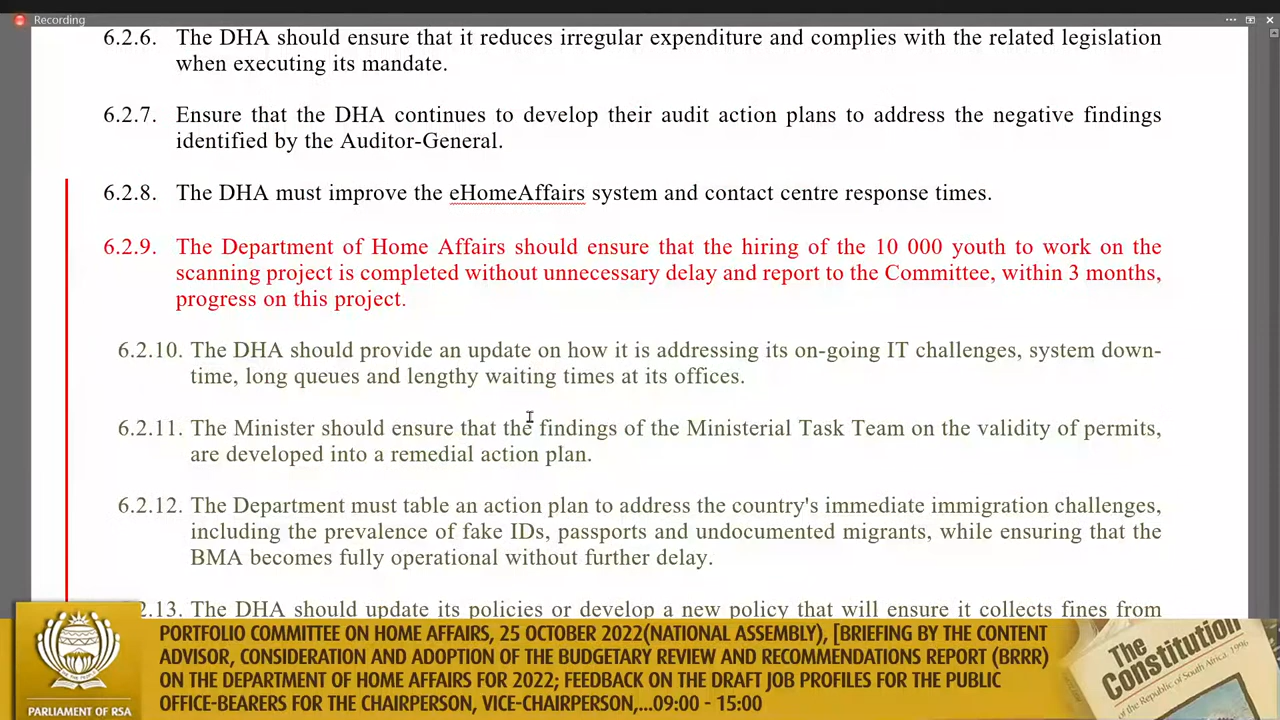 Recording
6.2.6. The DHA should ensure that it reduces irregular expenditure and complies with the related legislation
when executing its mandate.
6.2.7. Ensure that the DHA continues to develop their audit action plans to address the negative findings
identified by the Auditor-General.
6.2.8. The DHA must improve the eHomeAffairs system and contact centre response times.
6.2.9. The Department of Home Affairs should ensure that the hiring of the 10 000 youth to work on the
scanning project is completed without unnecessary delay and report to the Committee, within 3 months,
progress on this project.
6.2.10. The DHA should provide an update on how it is addressing its on-going IT challenges, system down-
time, long queues and lengthy waiting times at its offices.
6.2.11. The Minister should ensure that the findings of the Ministerial Task Team on the validity of permits,
are developed into a remedial action plan.
6.2.12. The Department must table an action plan to address the country's immediate immigration challenges,
including the prevalence of fake IDs, passports and undocumented migrants, while ensuring that the
BMA becomes fully operational without further delay.
2.13. The DHA should update its policies or develop a new policy that will ensure it collects fines from
PORTFOLIO COMMITTEE ON HOME AFFAIRS, 25 OCTOBER 2022(NATIONAL ASSEMBLY), [BRIEFING BY THE CONTENT
ADVISOR, CONSIDERATION AND ADOPTION OF THE BUDGETARY REVIEW AND RECOMMENDATIONS REPORT (BRRR)
ON THE DEPARTMENT OF HOME AFFAIRS FOR 2022; FEEDBACK ON THE DRAFT JOB PROFILES FOR THE PUBLIC
OFFICE-BEARERS FOR THE CHAIRPERSON, VICE-CHAIRPERSON,...09:00 - 15:00
PARLIAMENT OF RSA
The
Constitution
of the Republic of South Africa, 1996